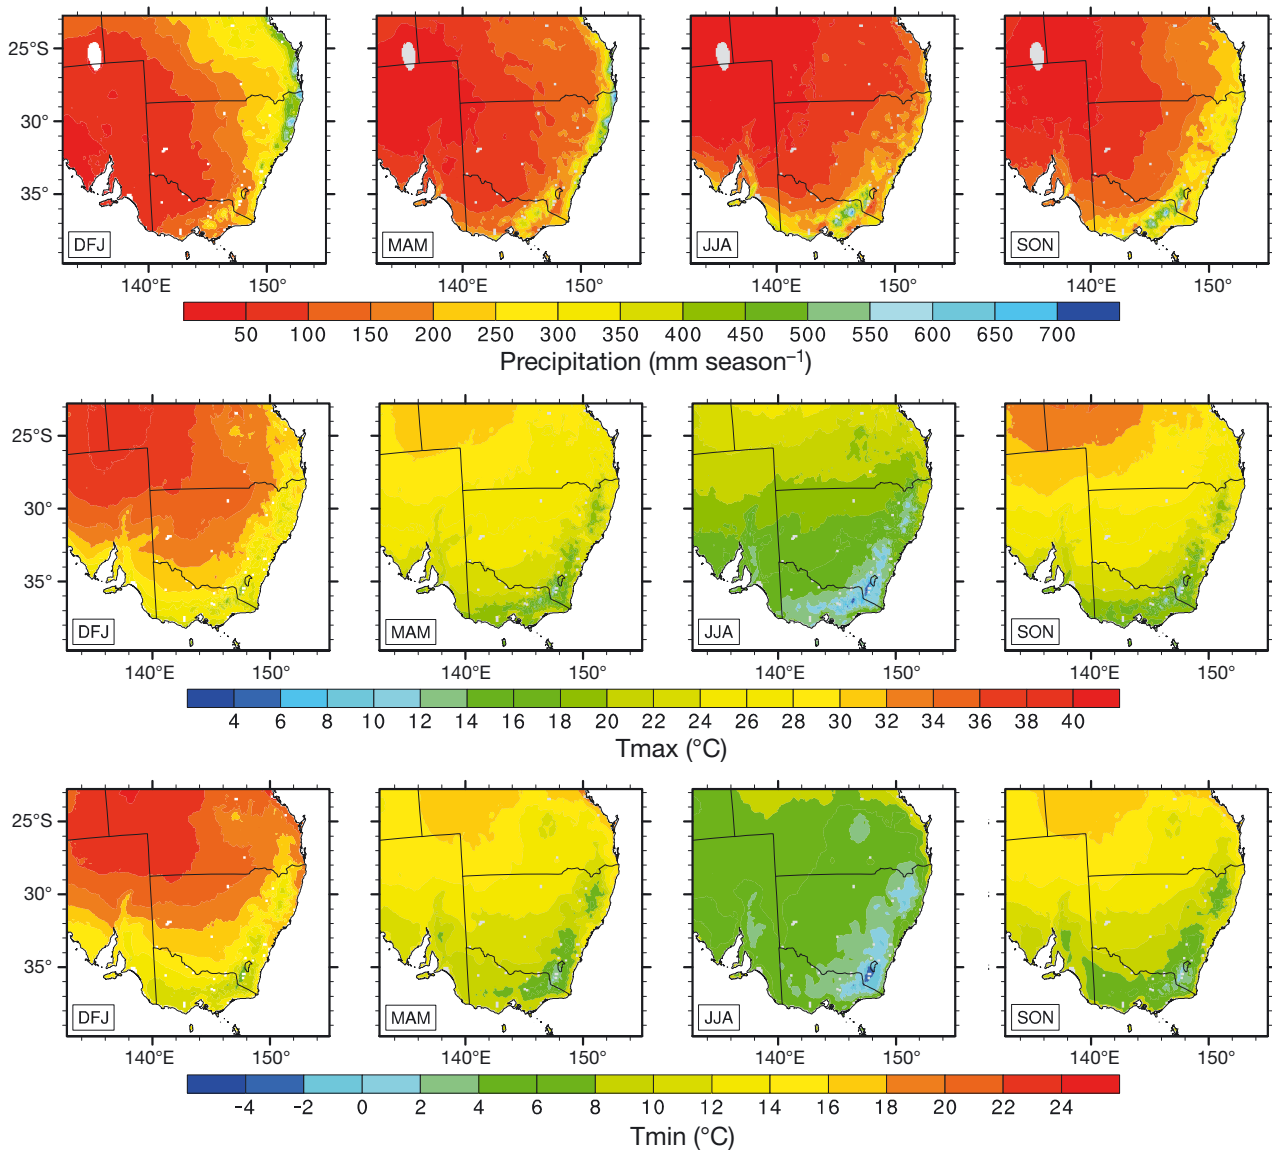 25°S
30°
35°
DFJ
MAM
JJA
SON
140°E 150° 140°E 150° 140°E 150° 140°E 150°
50 100 150 200 250 300 350 400 450 500 550 600 650 700
Precipitation (mm season⁻¹)
25°S
30°
35°
DFJ
MAM
JJA
SON
140°E 150° 140°E 150° 140°E 150° 140°E 150°
4 6 8 10 12 14 16 18 20 22 24 26 28 30 32 34 36 38 40
Tmax (°C)
25°S
30°
35°
DFJ
MAM
JJA
SON
140°E 150° 140°E 150° 140°E 150° 140°E 150°
-4 -2 0 2 4 6 8 10 12 14 16 18 20 22 24
Tmin (°C)